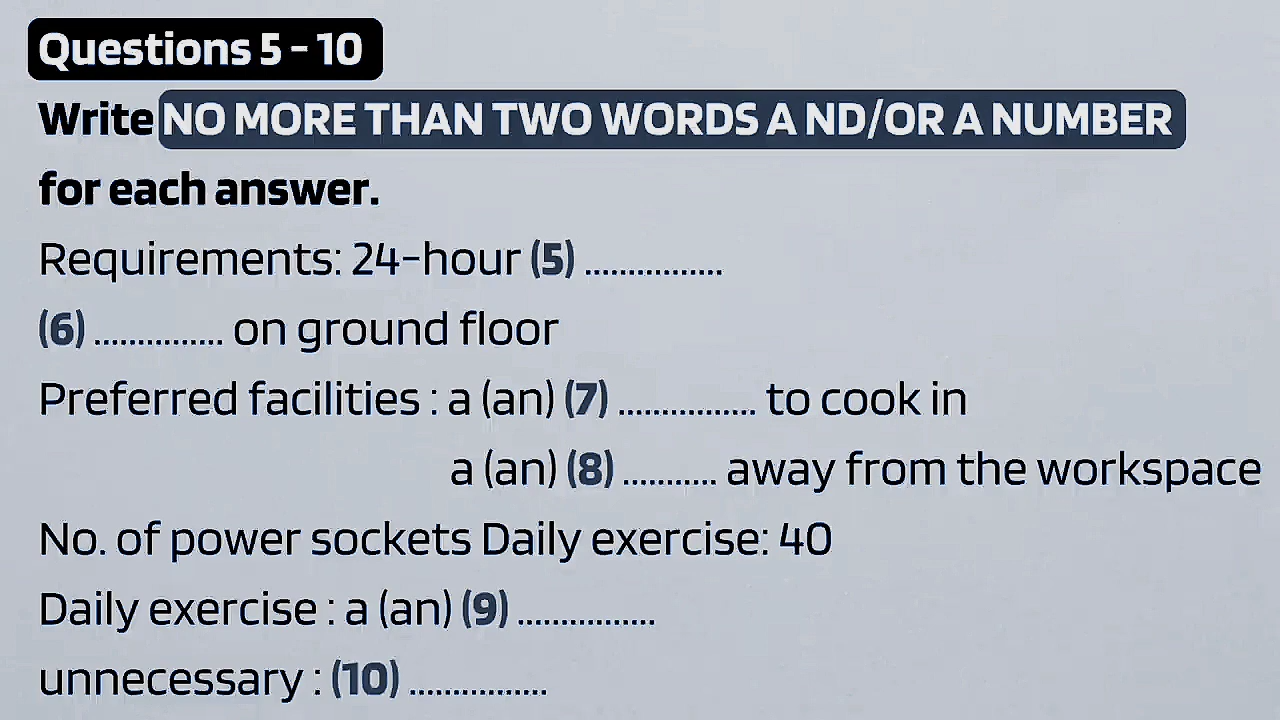 Questions 5 - 10
Write NO MORE THAN TWO WORDS A ND/OR A NUMBER
for each answer.
Requirements: 24-hour (5) ................
(6) ............... on ground floor
Preferred facilities : a (an) (7) ................ to cook in
a (an) (8) ........... away from the workspace
No. of power sockets Daily exercise: 40
Daily exercise : a (an) (9) ................
unnecessary : (10) ................